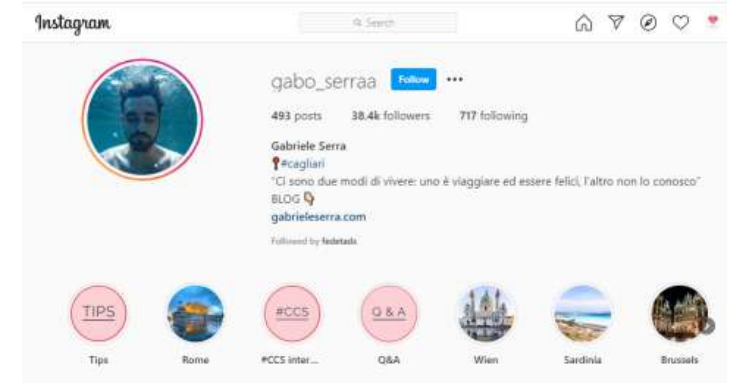 Instagram
Search
gabo_serraa Follow •••
493 posts 38.4k followers 717 following
Gabriele Serra
📍#cagliari
"Ci sono due modi di vivere: uno è viaggiare ed essere felici, l'altro non lo conosco"
BLOG 👇🏻
gabrieleserra.com
Followed by fedetads
TIPS #CCS Q & A
Tips Rome #CCS inter... Q&A Wien Sardinia Brussels